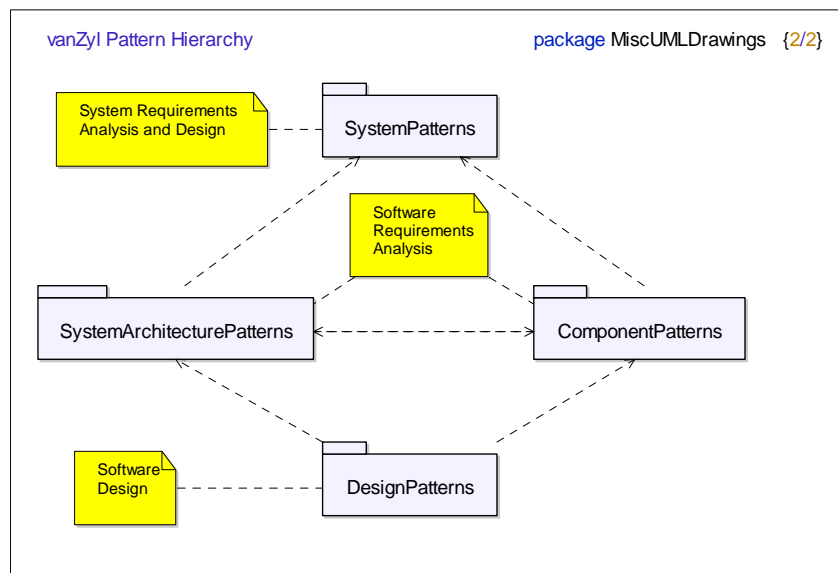 vanZyl Pattern Hierarchy
package MiscUMLDrawings {2/2}
System Requirements
Analysis and Design
SystemPatterns
Software
Requirements
Analysis
SystemArchitecturePatterns
ComponentPatterns
Software
Design
DesignPatterns